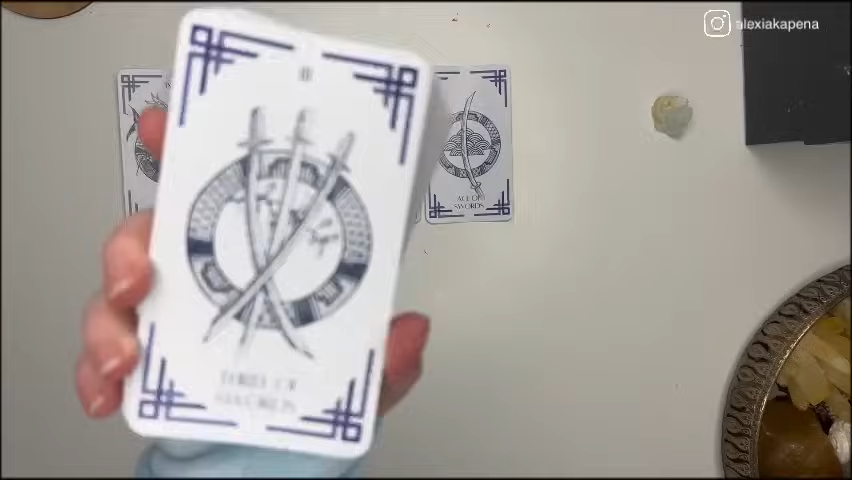 alexiakapena
THREE OF
SWORDS
ACE OF
SWORDS